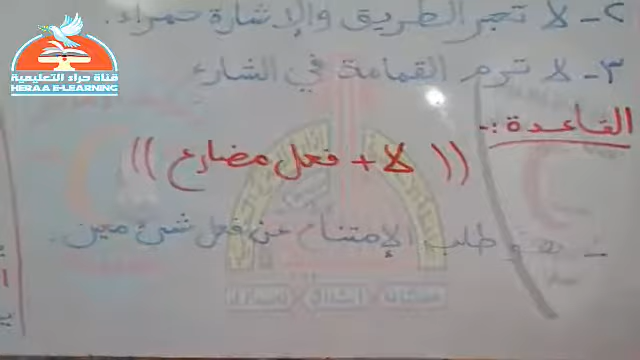 ٢- لا تعبر الطريق والإشارة حمراء.
٣- لا ترم القمامة في الشارع
القاعدة:-
(( لا + فعل مضارع ))
- هو طلب الإمتناع عن فعل شيء معين.
قناة حراء التعليمية
HERAA E-LEARNING